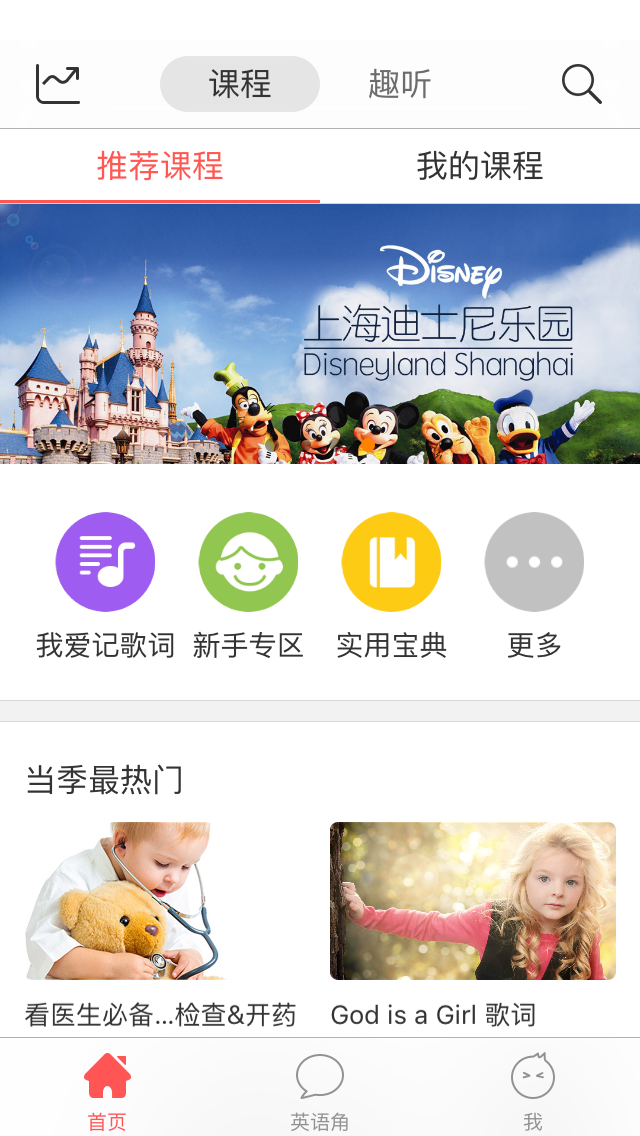 课程
趣听
推荐课程
我的课程
Disney
上海迪士尼乐园
Disneyland Shanghai
我爱记歌词
新手专区
实用宝典
更多
当季最热门
看医生必备...检查&开药
God is a Girl 歌词
首页
英语角
我